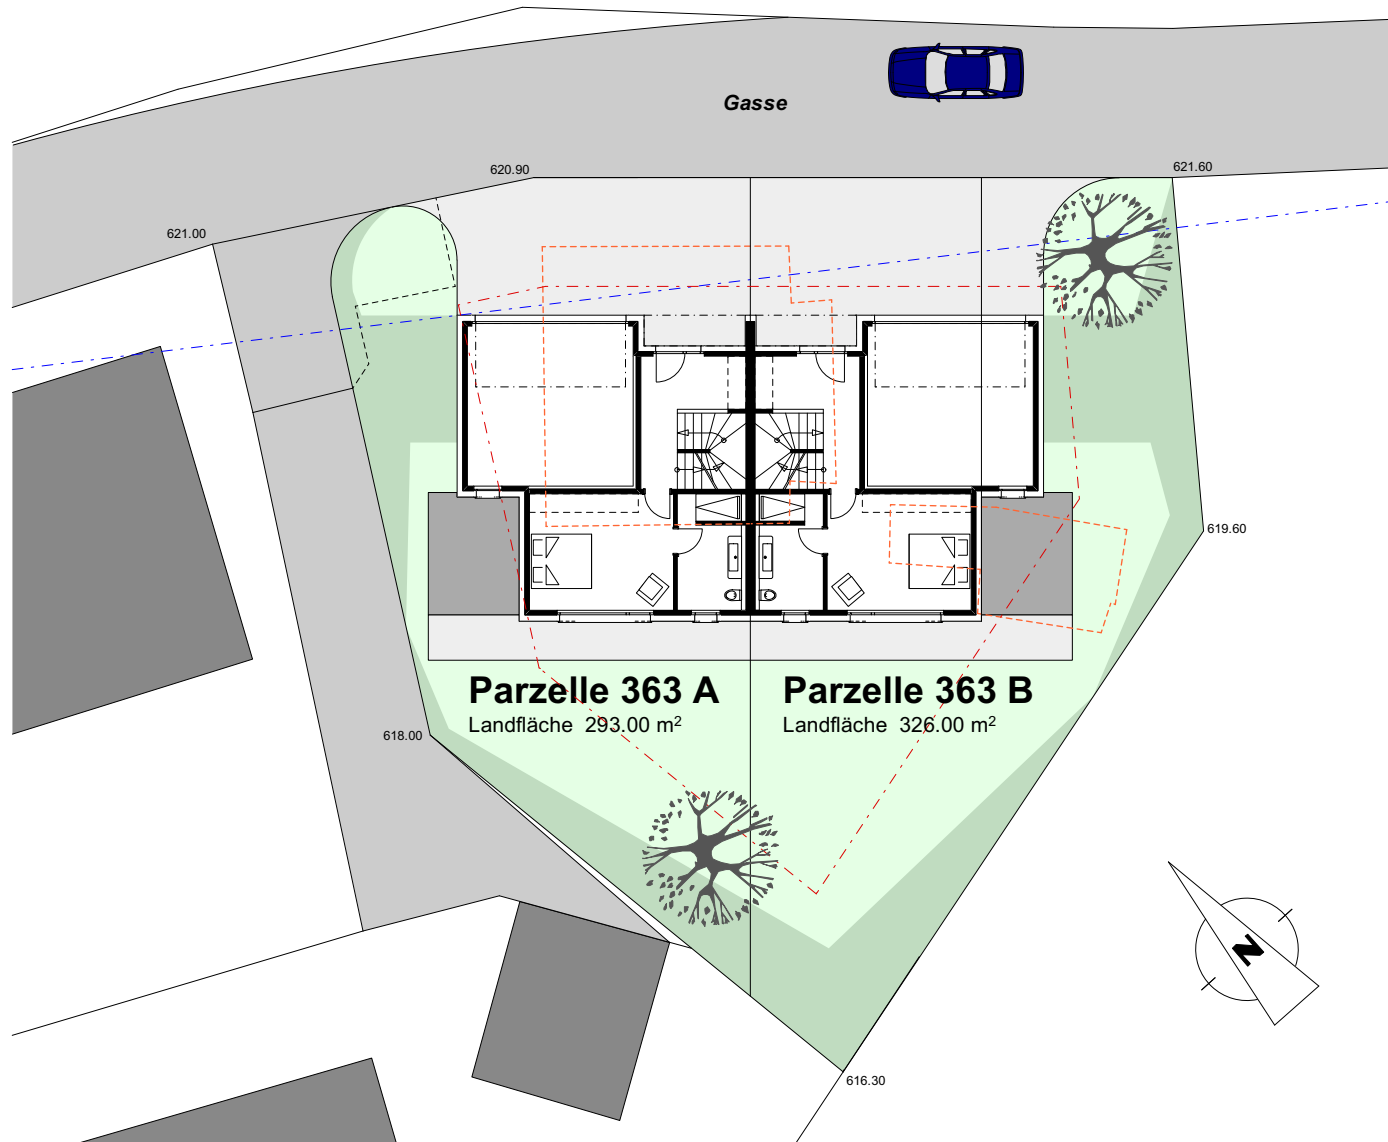 Gasse
620.90
621.60
621.00
619.60
Parzelle 363 A
Landfläche 293.00 m²
Parzelle 363 B
Landfläche 326.00 m²
618.00
N
616.30